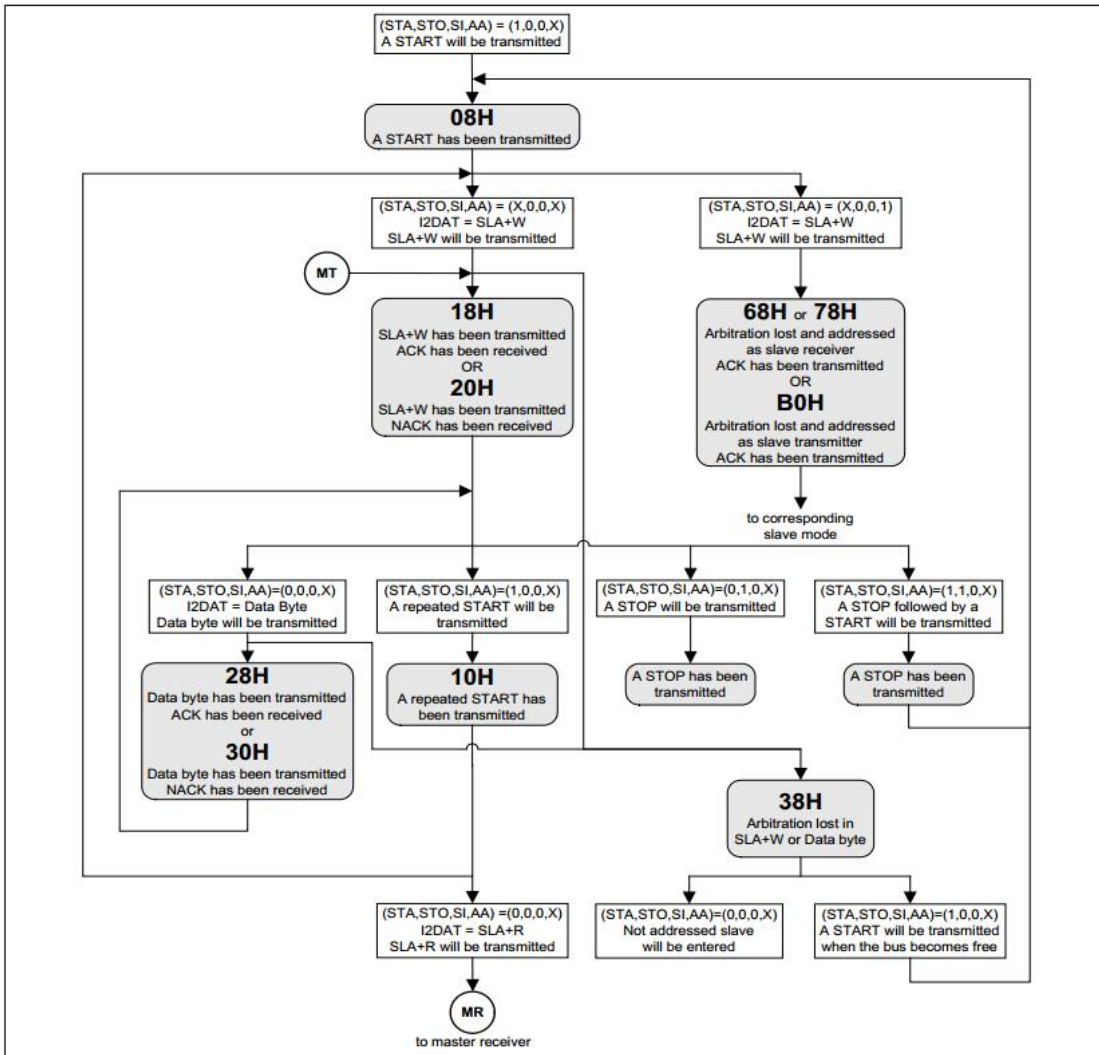 (STA,STO,SI,AA) = (1,0,0,X)
A START will be transmitted
08H
A START has been transmitted
(STA,STO,SI,AA) = (X,0,0,X)
I2DAT = SLA+W
SLA+W will be transmitted
(STA,STO,SI,AA) = (X,0,0,1)
I2DAT = SLA+W
SLA+W will be transmitted
MT
18H
SLA+W has been transmitted
ACK has been received
OR
20H
SLA+W has been transmitted
NACK has been received
68H or 78H
Arbitration lost and addressed
as slave receiver
ACK has been transmitted
OR
B0H
Arbitration lost and addressed
as slave transmitter
ACK has been transmitted
to corresponding
slave mode
(STA,STO,SI,AA)=(0,0,0,X)
I2DAT = Data Byte
Data byte will be transmitted
(STA,STO,SI,AA)=(1,0,0,X)
A repeated START will be
transmitted
(STA,STO,SI,AA)=(0,1,0,X)
A STOP will be transmitted
(STA,STO,SI,AA)=(1,1,0,X)
A STOP followed by a
START will be transmitted
28H
Data byte has been transmitted
ACK has been received
or
30H
Data byte has been transmitted
NACK has been received
10H
A repeated START has
been transmitted
A STOP has been
transmitted
A STOP has been
transmitted
38H
Arbitration lost in
SLA+W or Data byte
(STA,STO,SI,AA) =(0,0,0,X)
I2DAT = SLA+R
SLA+R will be transmitted
(STA,STO,SI,AA)=(0,0,0,X)
Not addressed slave
will be entered
(STA,STO,SI,AA)=(1,0,0,X)
A START will be transmitted
when the bus becomes free
MR
to master receiver